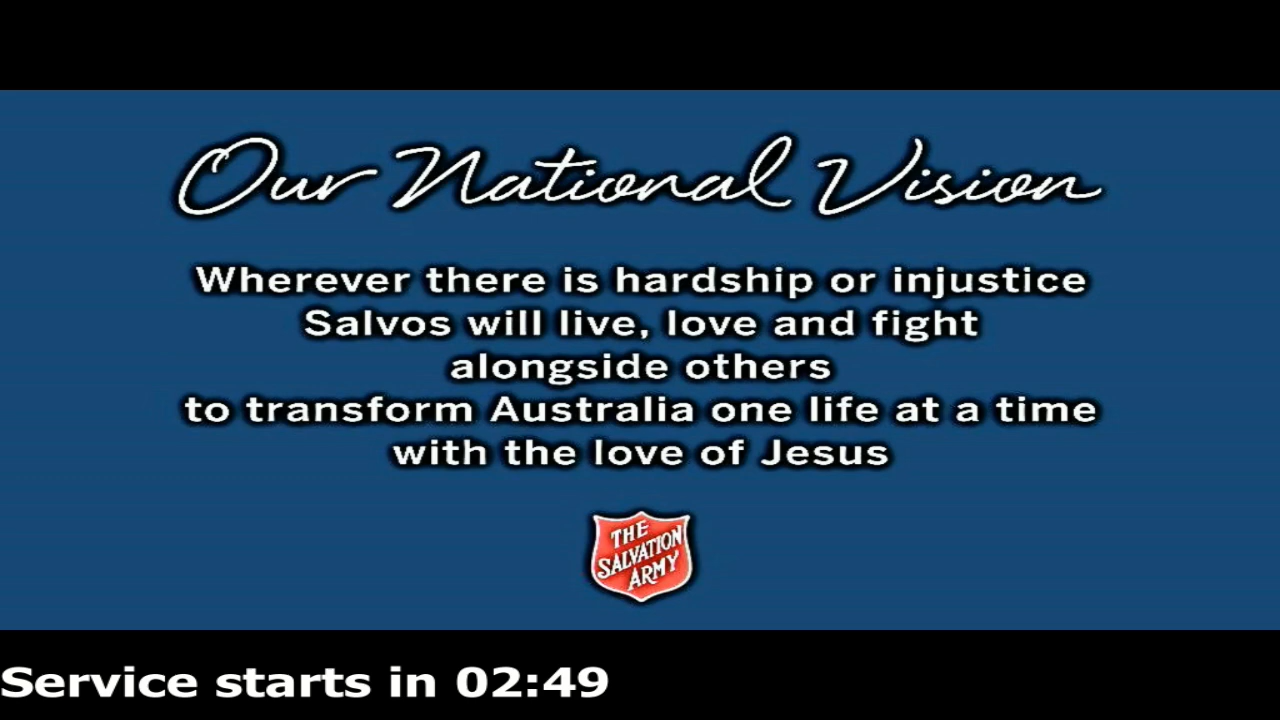 Our National Vision
Wherever there is hardship or injustice
Salvos will live, love and fight
alongside others
to transform Australia one life at a time
with the love of Jesus
THE
SALVATION
ARMY
Service starts in 02:49